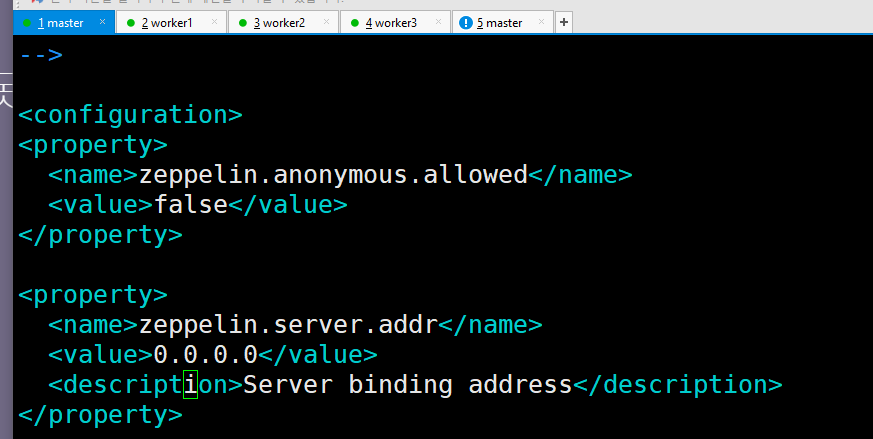 1 master
2 worker1
3 worker2
4 worker3
5 master
-->
<configuration>
<property>
<name>zeppelin.anonymous.allowed</name>
<value>false</value>
</property>
<property>
<name>zeppelin.server.addr</name>
<value>0.0.0.0</value>
<description>Server binding address</description>
</property>